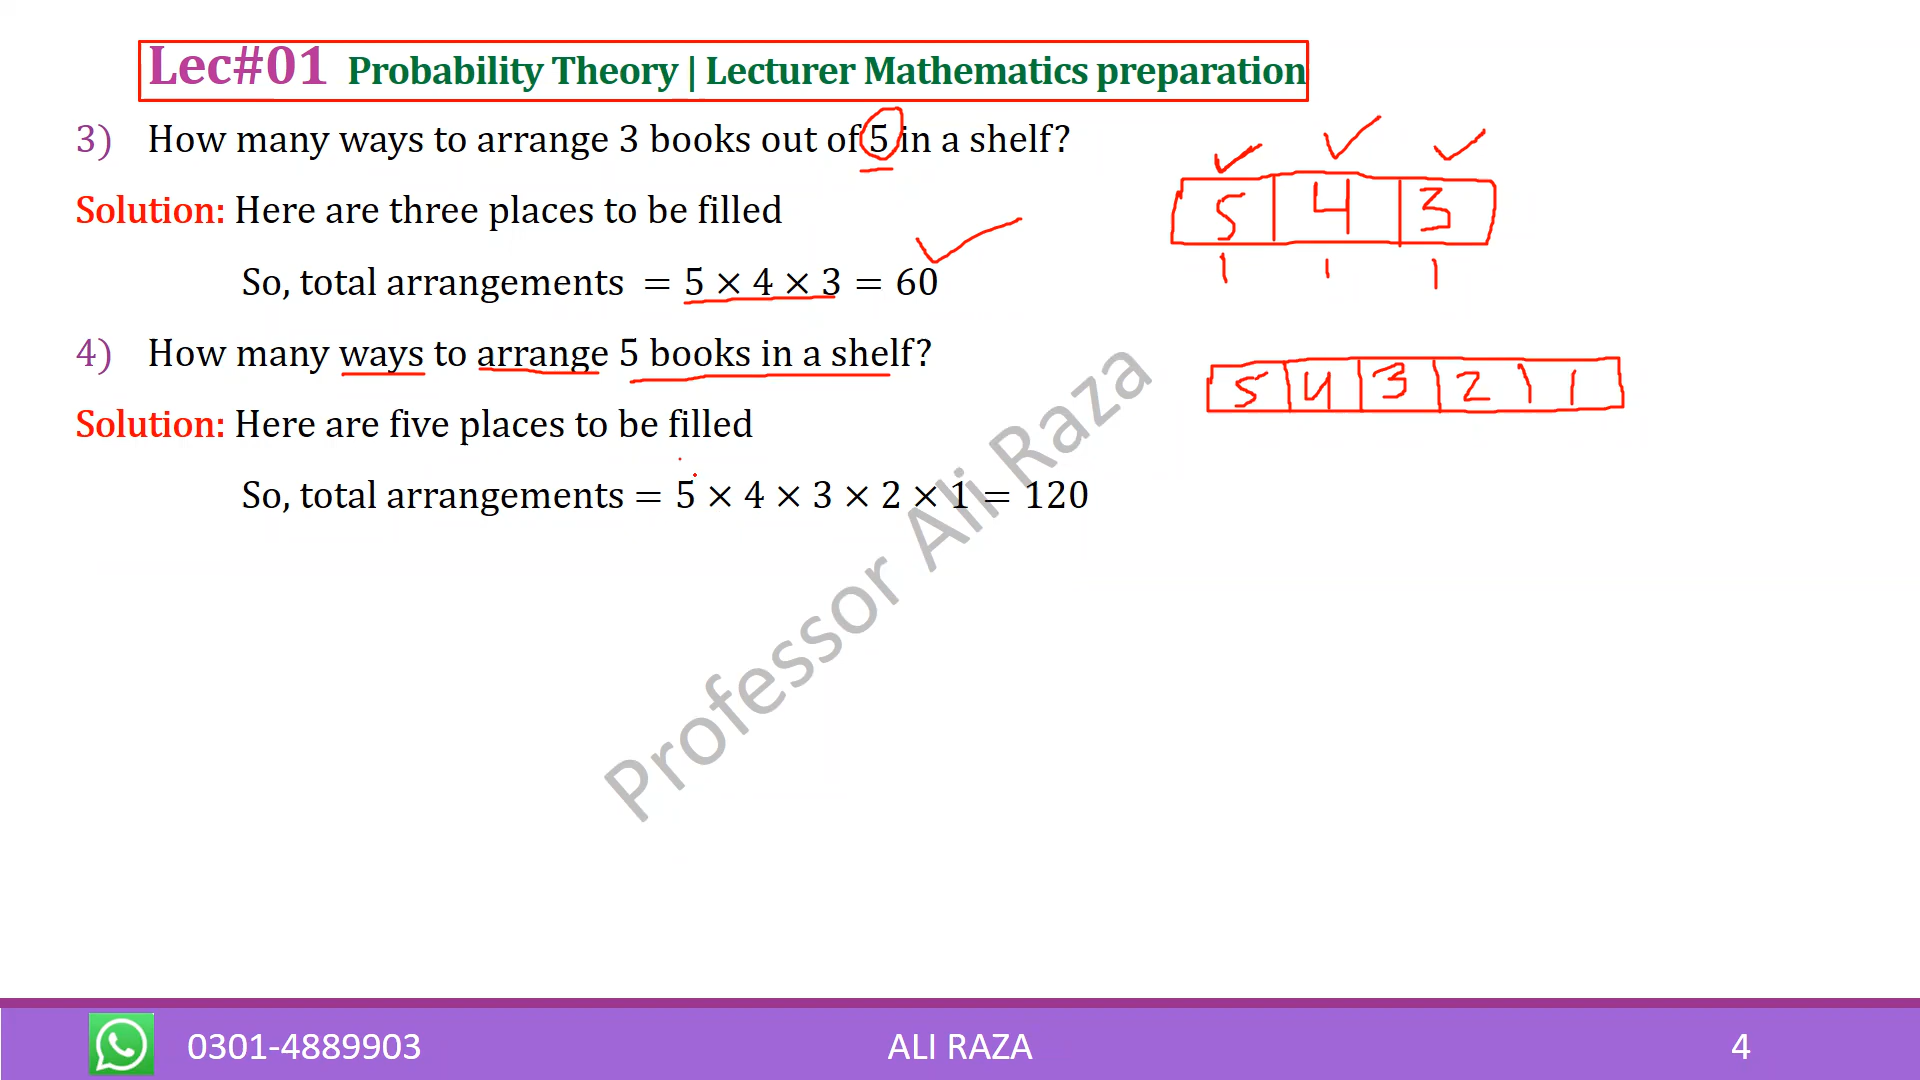 Lec#01 Probability Theory | Lecturer Mathematics preparation
3) How many ways to arrange 3 books out of 5 in a shelf?
5 4 3
1 1 1
Solution: Here are three places to be filled
So, total arrangements = 5 × 4 × 3 = 60
4) How many ways to arrange 5 books in a shelf?
5 4 3 2 1
Solution: Here are five places to be filled
So, total arrangements = 5 × 4 × 3 × 2 × 1 = 120
Professor Ali Raza
0301-4889903 ALI RAZA 4